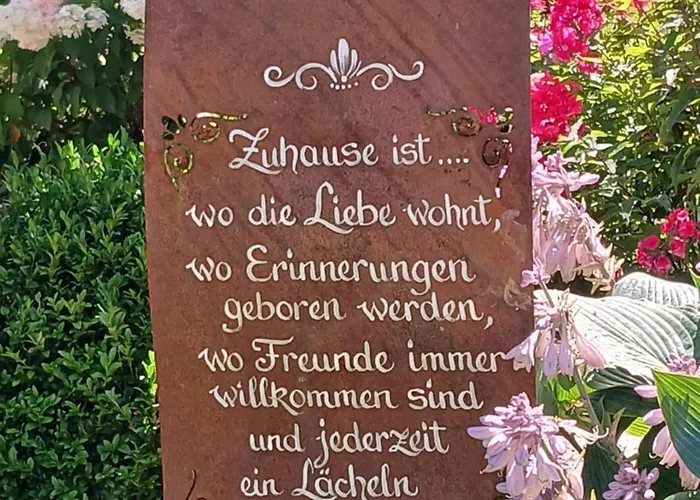 Zuhause ist....
wo die Liebe wohnt,
wo Erinnerungen
geboren werden,
wo Freunde immer
willkommen sind
und jederzeit
ein Lächeln